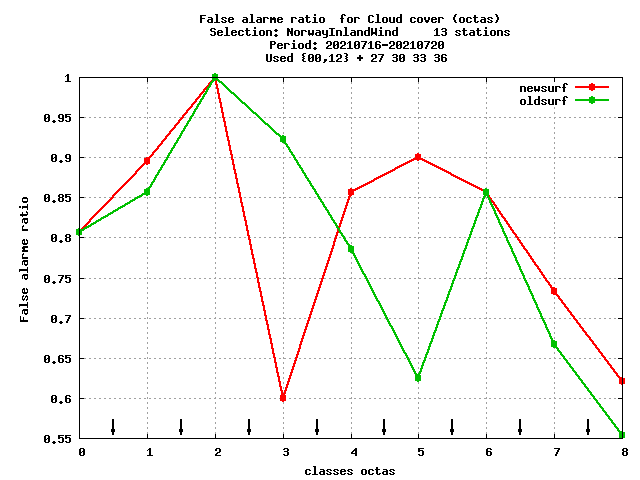 False alarme ratio  for Cloud cover (octas)
Selection: NorwayInlandWind     13 stations
Period: 20210716-20210720
Used {00,12} + 27 30 33 36
newsurf
oldsurf
1
0.95
0.9
0.85
0.8
0.75
0.7
0.65
0.6
0.55
False alarme ratio
0 1 2 3 4 5 6 7 8
classes octas